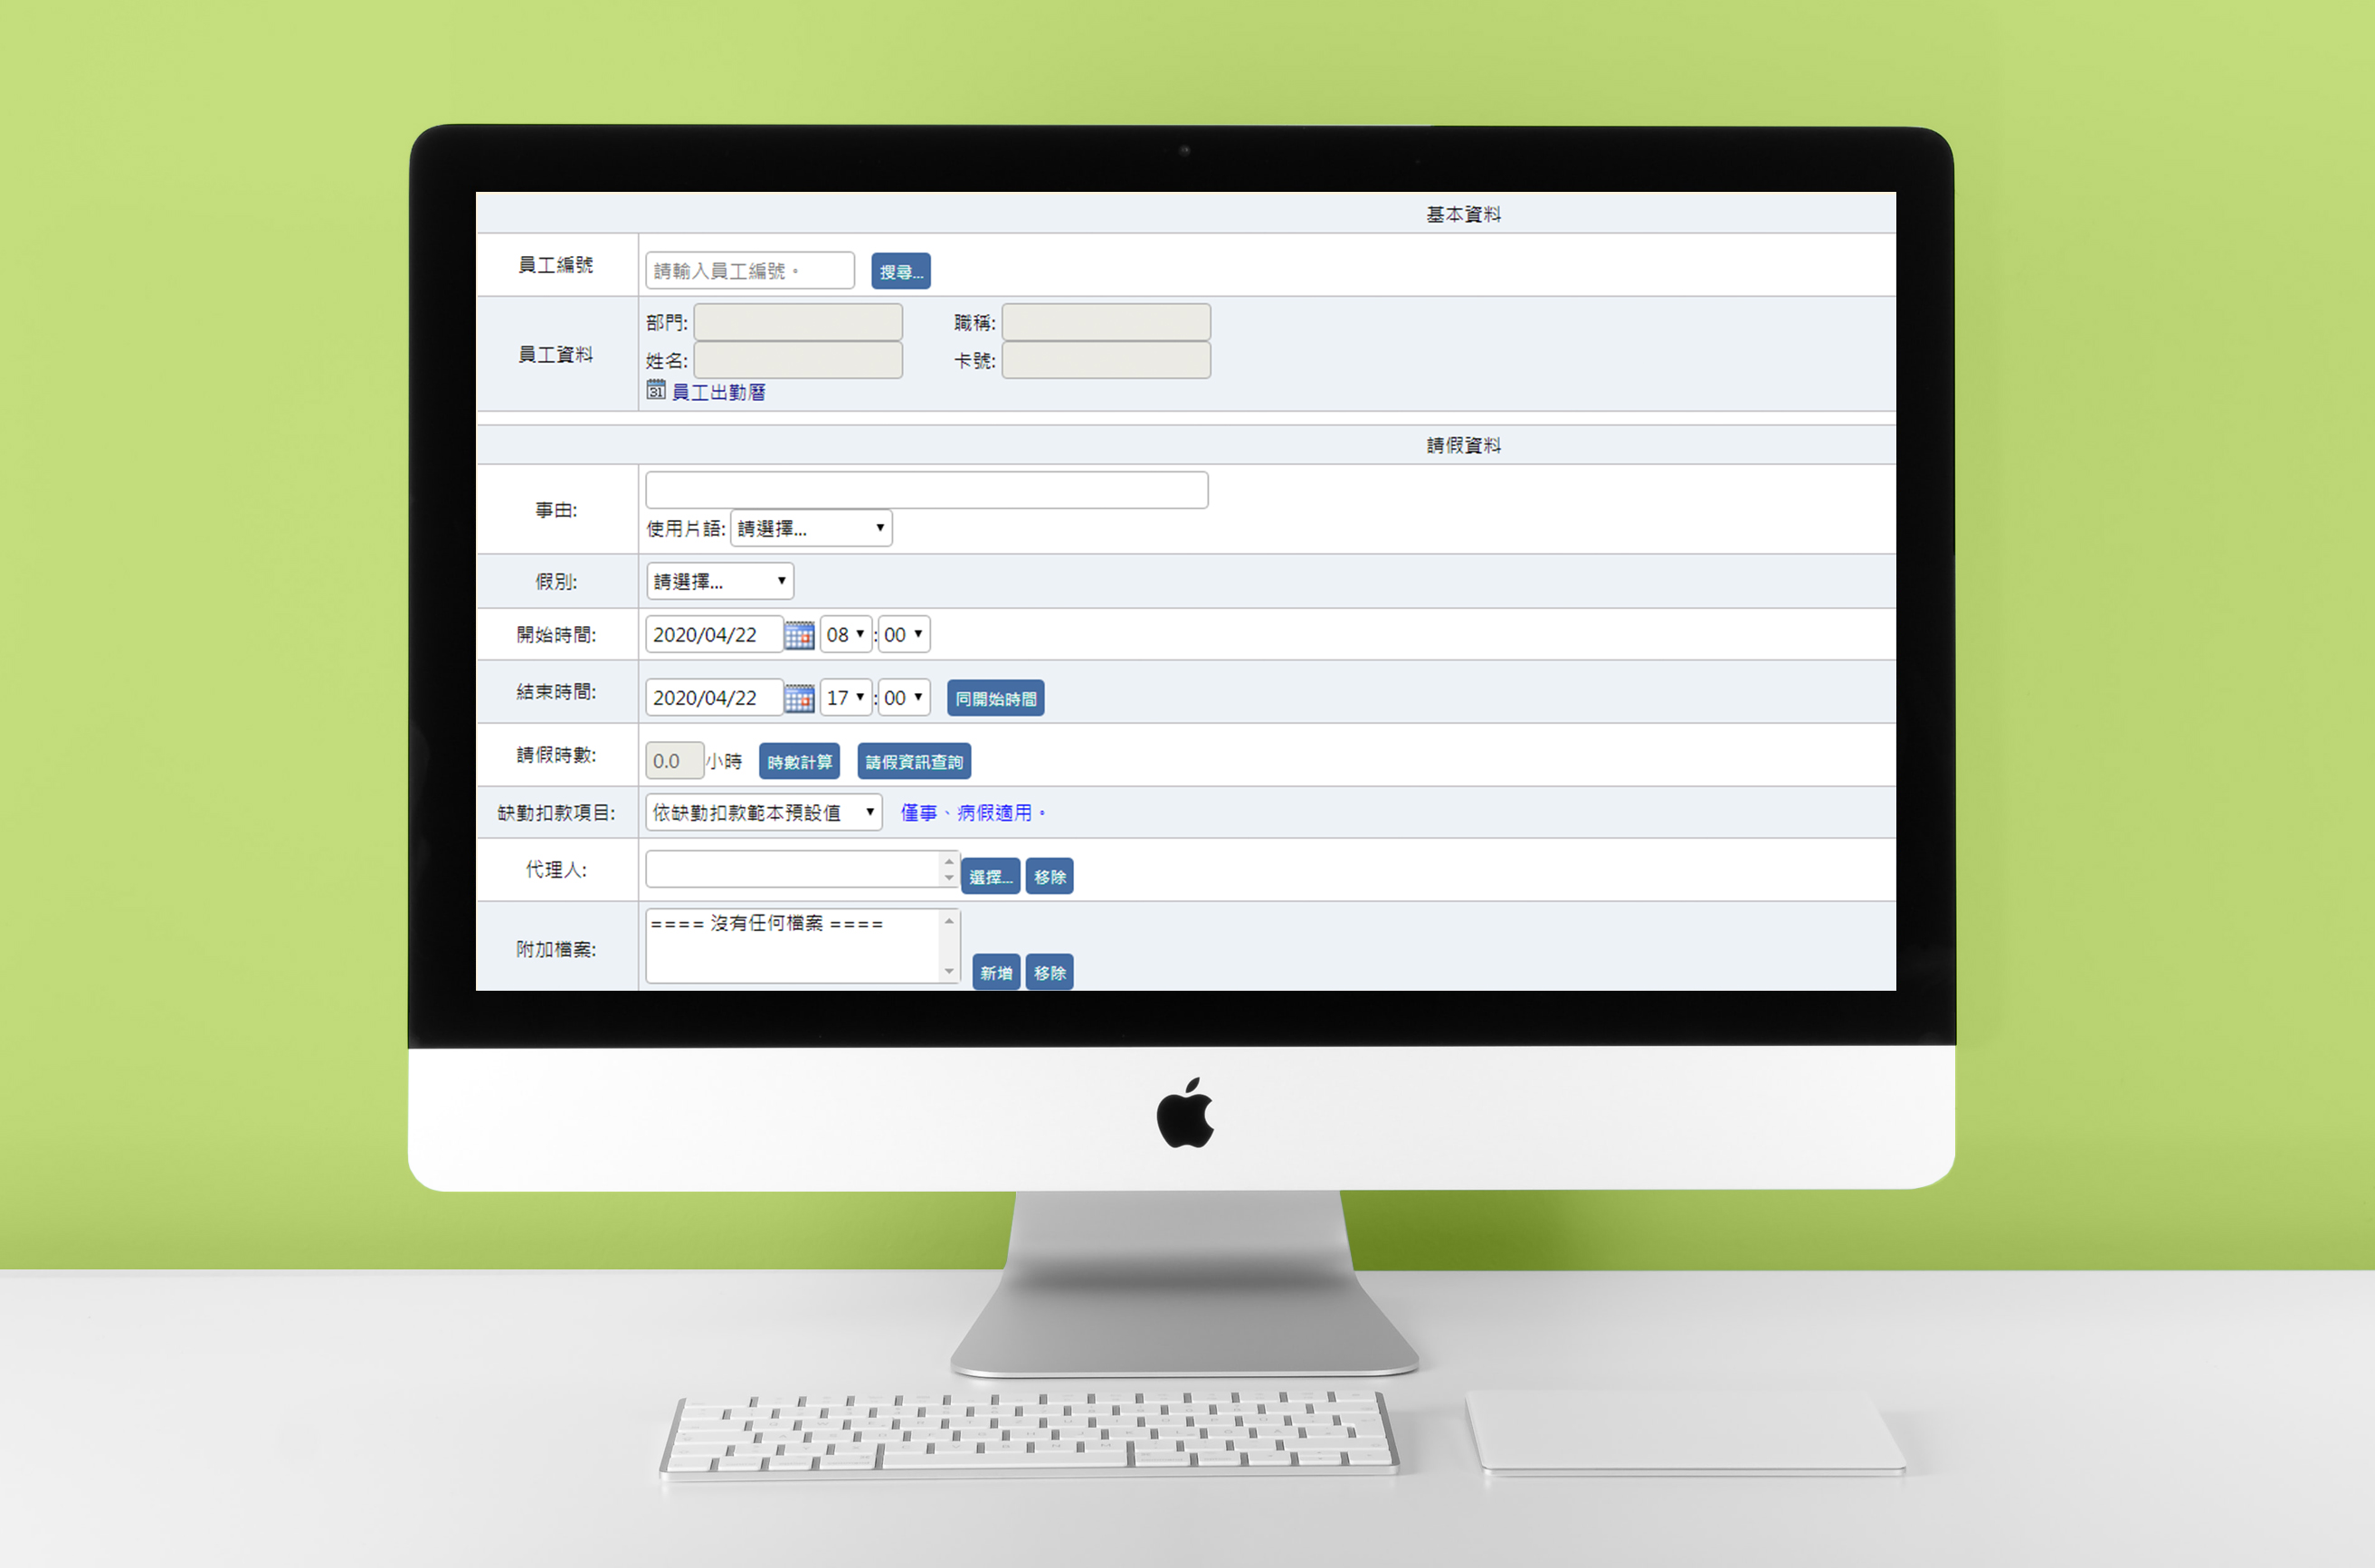 基本資料
員工編號 請輸入員工編號。 搜尋...
部門: 職稱:
員工資料
姓名: 卡號:
31 員工出勤曆
請假資料
事由:
使用片語: 請選擇...
假別: 請選擇...
開始時間: 2020/04/22 08 : 00
結束時間: 2020/04/22 17 : 00 同開始時間
請假時數: 0.0 小時 時數計算 請假資訊查詢
缺勤扣款項目: 依缺勤扣款範本預設值 僅事、病假適用。
代理人: 選擇... 移除
==== 沒有任何檔案 ====
附加檔案:
新增 移除